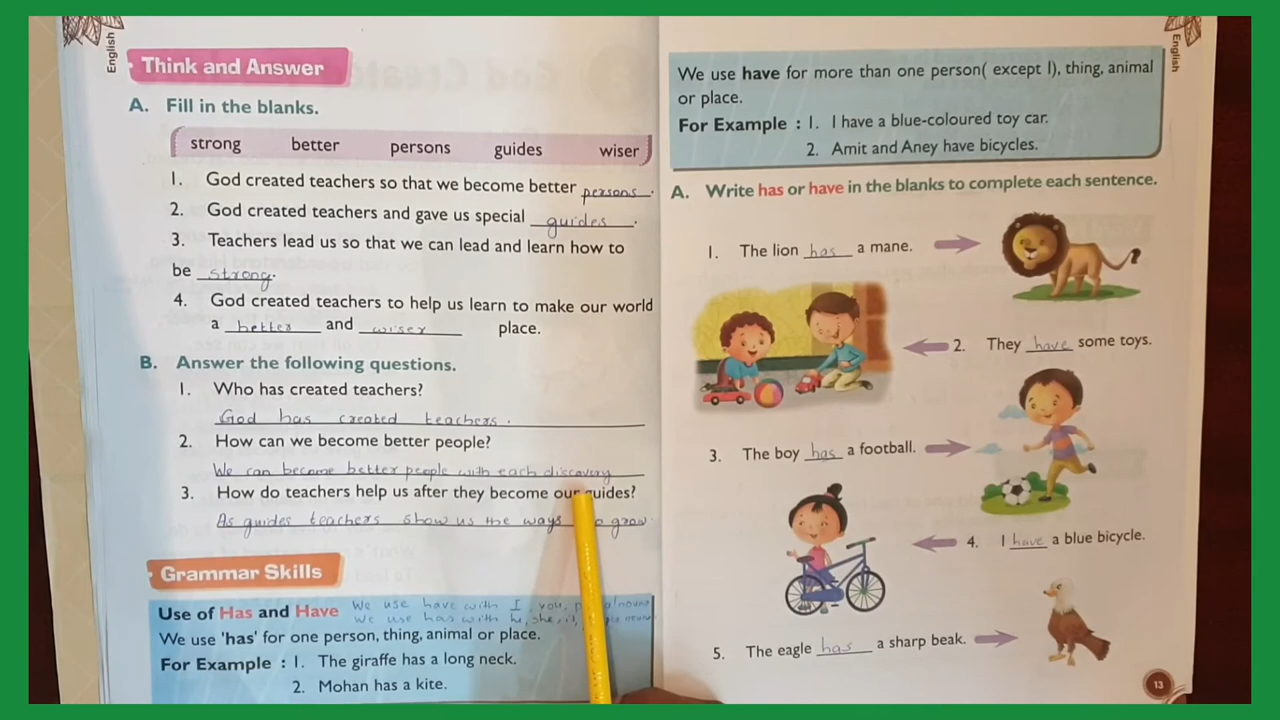 English
Think and Answer
A. Fill in the blanks.
strong better persons guides wiser
1. God created teachers so that we become better persons.
2. God created teachers and gave us special guides.
3. Teachers lead us so that we can lead and learn how to
be strong.
4. God created teachers to help us learn to make our world
a better and wiser place.
B. Answer the following questions.
1. Who has created teachers?
God has created teachers.
2. How can we become better people?
We can become better people with each discovery
3. How do teachers help us after they become our guides?
As guides teachers show us the ways grow.
Grammar Skills
Use of Has and Have We use have with I, you,
We use has with he, she, it,
We use 'has' for one person, thing, animal or place.
For Example : 1. The giraffe has a long neck.
2. Mohan has a kite.
English
We use have for more than one person( except I), thing, animal
or place.
For Example : 1. I have a blue-coloured toy car.
2. Amit and Aney have bicycles.
A. Write has or have in the blanks to complete each sentence.
1. The lion has a mane.
2. They have some toys.
3. The boy has a football.
4. I have a blue bicycle.
5. The eagle has a sharp beak.
13